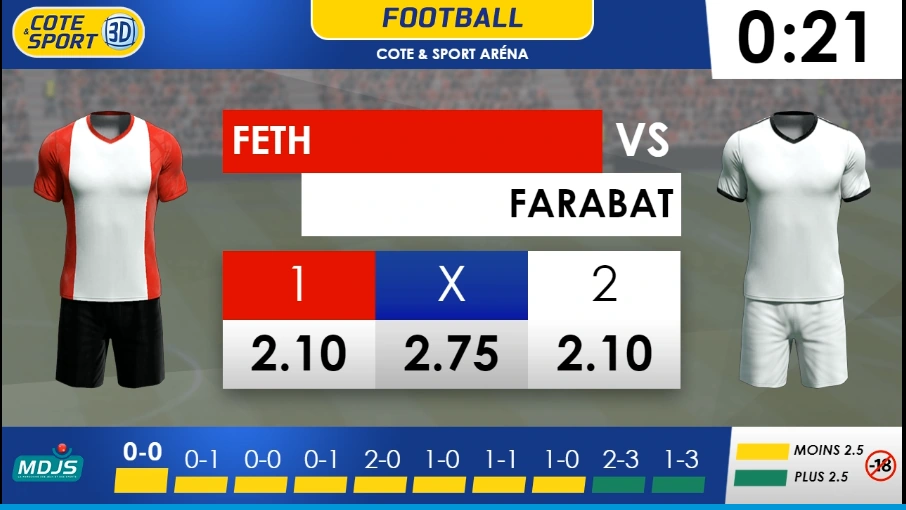 COTE & SPORT 3D
FOOTBALL
COTE & SPORT ARÉNA
0:21
FETH
VS
FARABAT
1 X 2
2.10 2.75 2.10
MDJS
0-0 0-1 0-0 0-1 2-0 1-0 1-1 1-0 2-3 1-3
MOINS 2.5
PLUS 2.5
-18